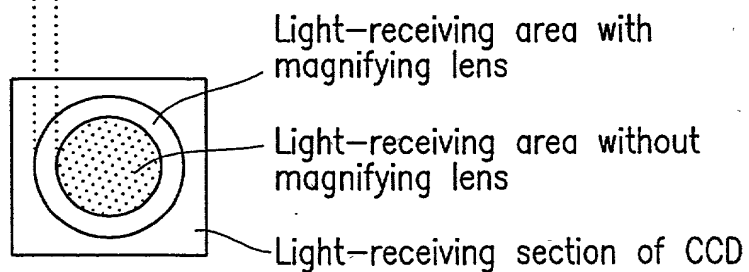 Light-receiving area with
magnifying lens
Light-receiving area without
magnifying lens
Light-receiving section of CCD